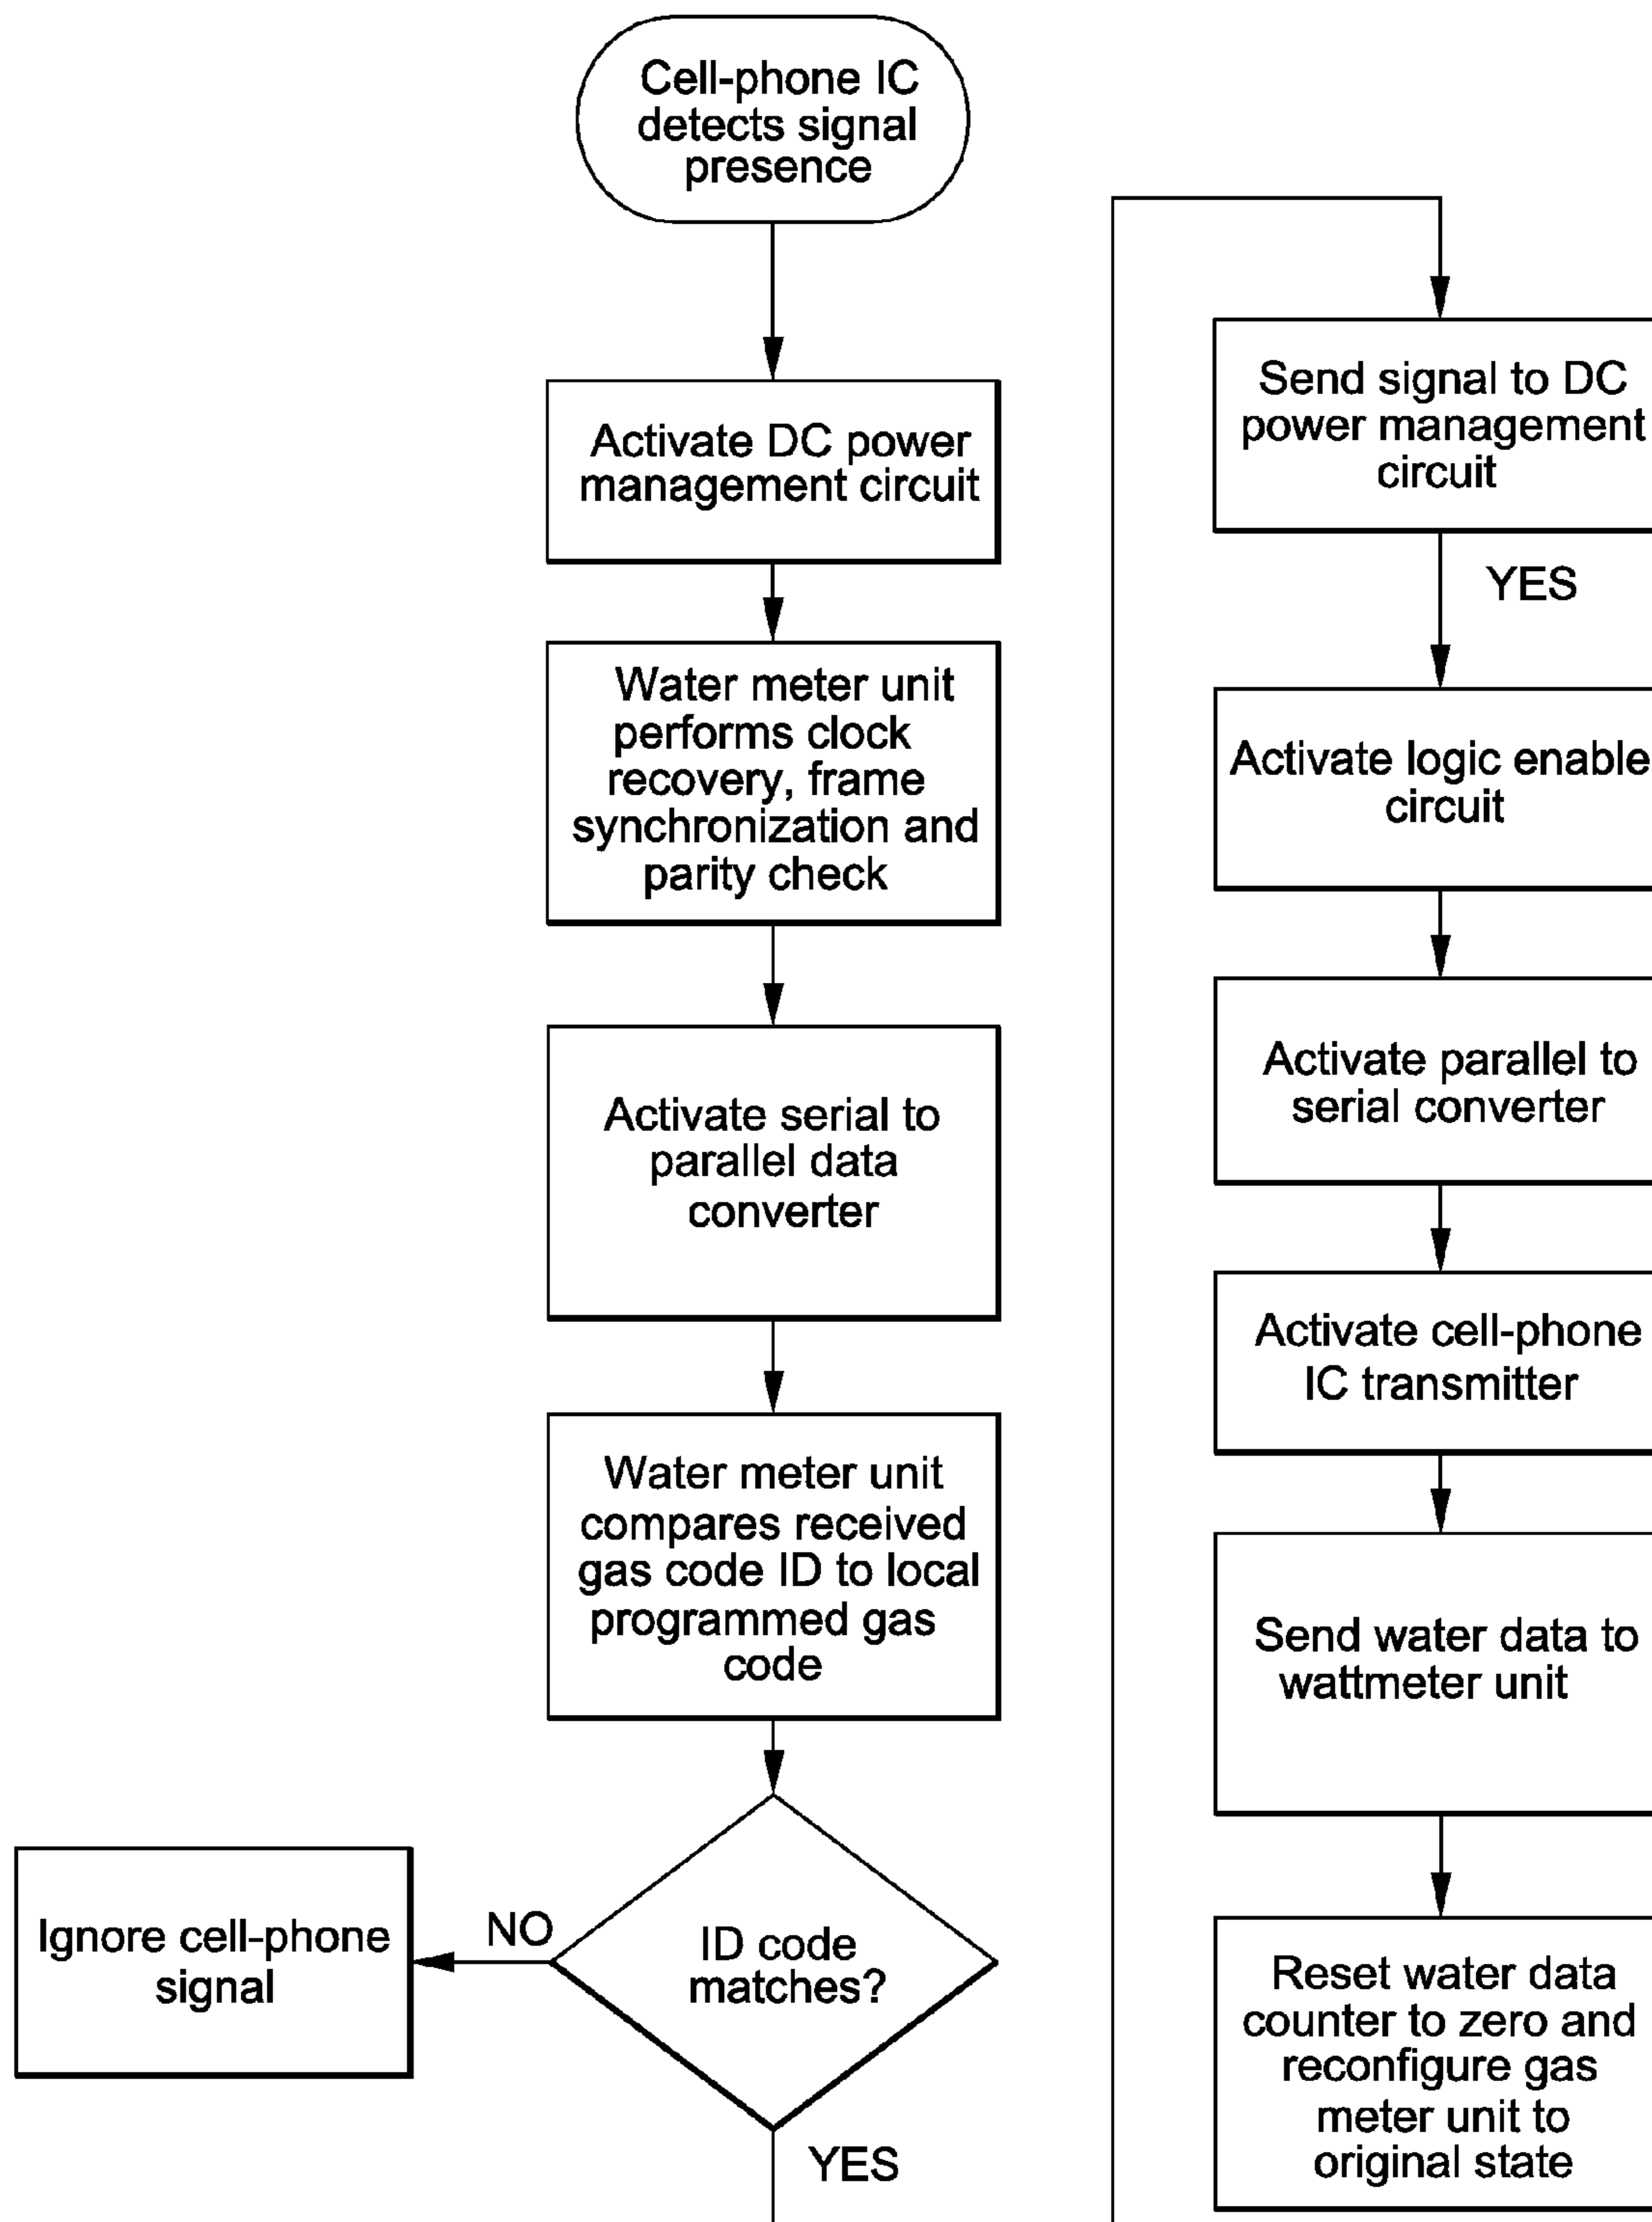 Cell-phone IC
detects signal
presence
Activate DC power
management circuit
Water meter unit
performs clock
recovery, frame
synchronization and
parity check
Activate serial to
parallel data
converter
Water meter unit
compares received
gas code ID to local
programmed gas
code
ID code
matches?
NO
Ignore cell-phone
signal
YES
Send signal to DC
power management
circuit
YES
Activate logic enable
circuit
Activate parallel to
serial converter
Activate cell-phone
IC transmitter
Send water data to
wattmeter unit
Reset water data
counter to zero and
reconfigure gas
meter unit to
original state